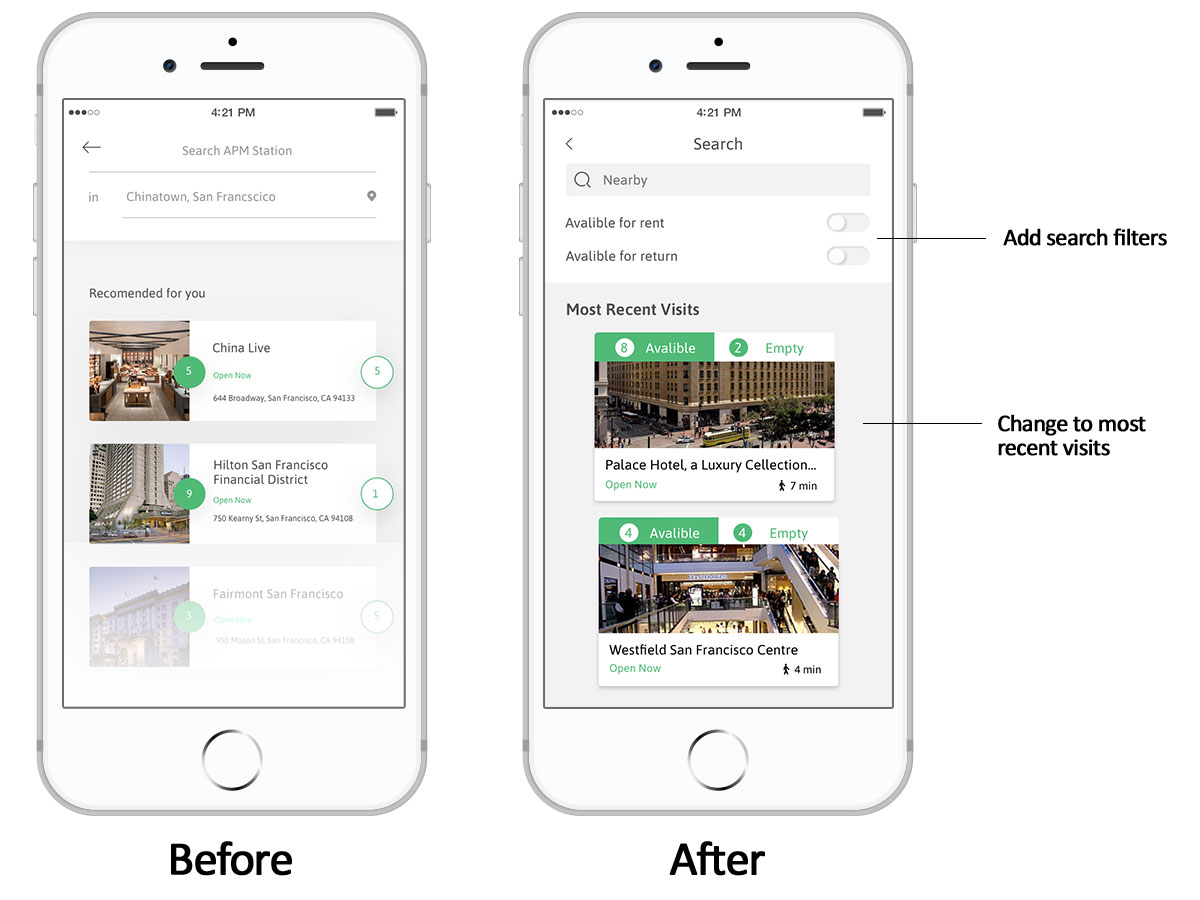 4:21 PM
Search APM Station
in
Chinatown, San Francscico
Recomended for you
China Live
5
Open Now
5
644 Broadway, San Francisco, CA 94133
Hilton San Francisco
Financial District
9
Open Now
1
750 Kearny St, San Francisco, CA 94108
Fairmont San Francisco
3
Open Now
5
950 Mason St, San Francisco, CA 94108
Before
4:21 PM
Search
Nearby
Avalible for rent
Avalible for return
Add search filters
Most Recent Visits
8 Avalible 2 Empty
Palace Hotel, a Luxury Cellection...
Open Now 7 min
Change to most
recent visits
4 Avalible 4 Empty
Westfield San Francisco Centre
Open Now 4 min
After